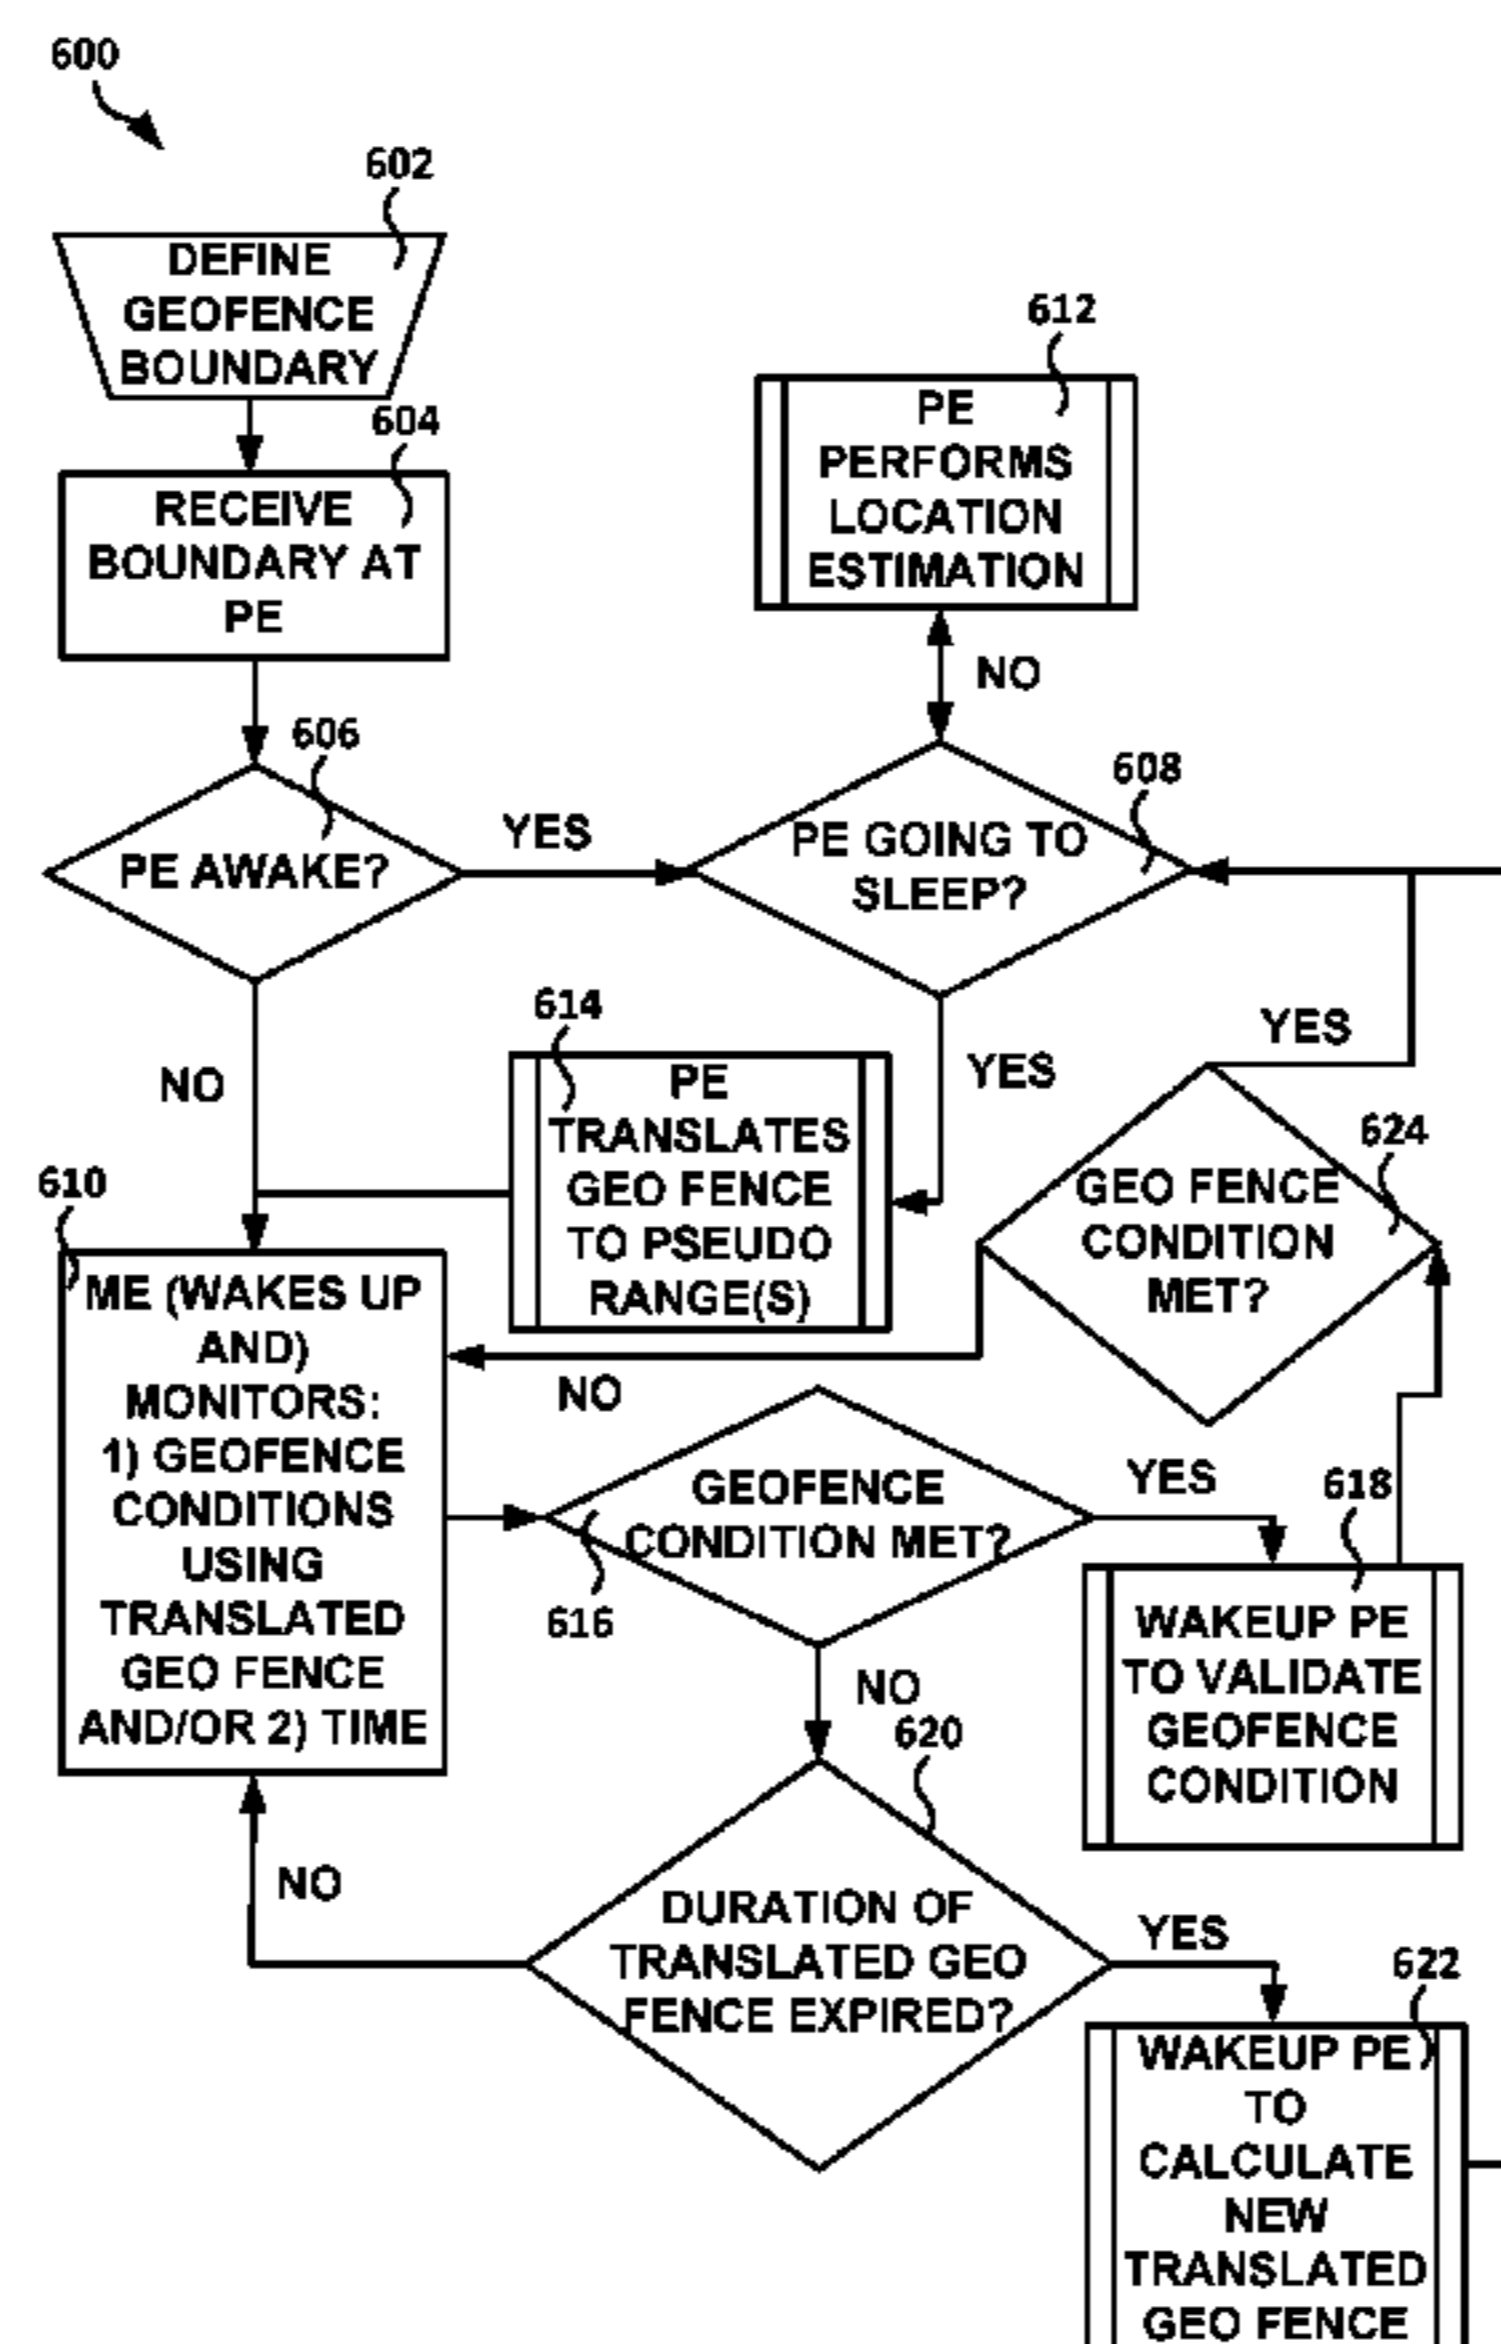 600
602
DEFINE
GEOFENCE
BOUNDARY
604
RECEIVE
BOUNDARY AT
PE
612
PE
PERFORMS
LOCATION
ESTIMATION
NO
606
PE AWAKE?
YES
608
PE GOING TO
SLEEP?
NO
YES
614
PE
TRANSLATES
GEO FENCE
TO PSEUDO
RANGE(S)
YES
624
GEO FENCE
CONDITION
MET?
NO
610
ME (WAKES UP
AND)
MONITORS:
1) GEOFENCE
CONDITIONS
USING
TRANSLATED
GEO FENCE
AND/OR 2) TIME
GEOFENCE
CONDITION MET?
616
YES
618
WAKEUP PE
TO VALIDATE
GEOFENCE
CONDITION
NO
620
DURATION OF
TRANSLATED GEO
FENCE EXPIRED?
NO
YES
622
WAKEUP PE
TO
CALCULATE
NEW
TRANSLATED
GEO FENCE